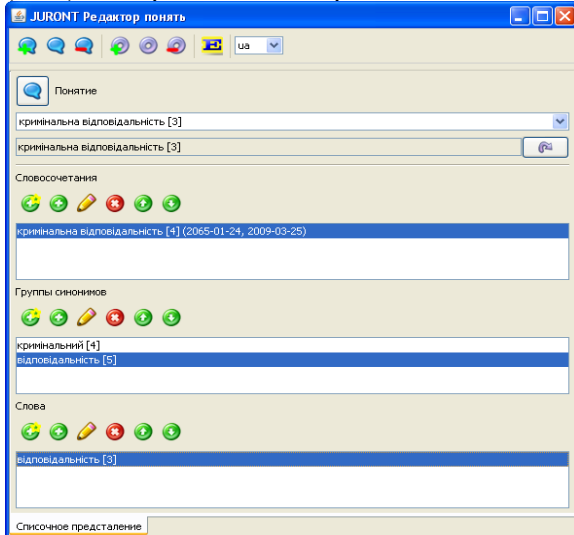 JURONT Редактор понять
E ua
Понятие
кримінальна відповідальність [3]
кримінальна відповідальність [3]
Словосочетания
кримінальна відповідальність [4] (2065-01-24, 2009-03-25)
Группы синонимов
кримінальний [4]
відповідальність [5]
Слова
відповідальність [3]
Списочное предсталение